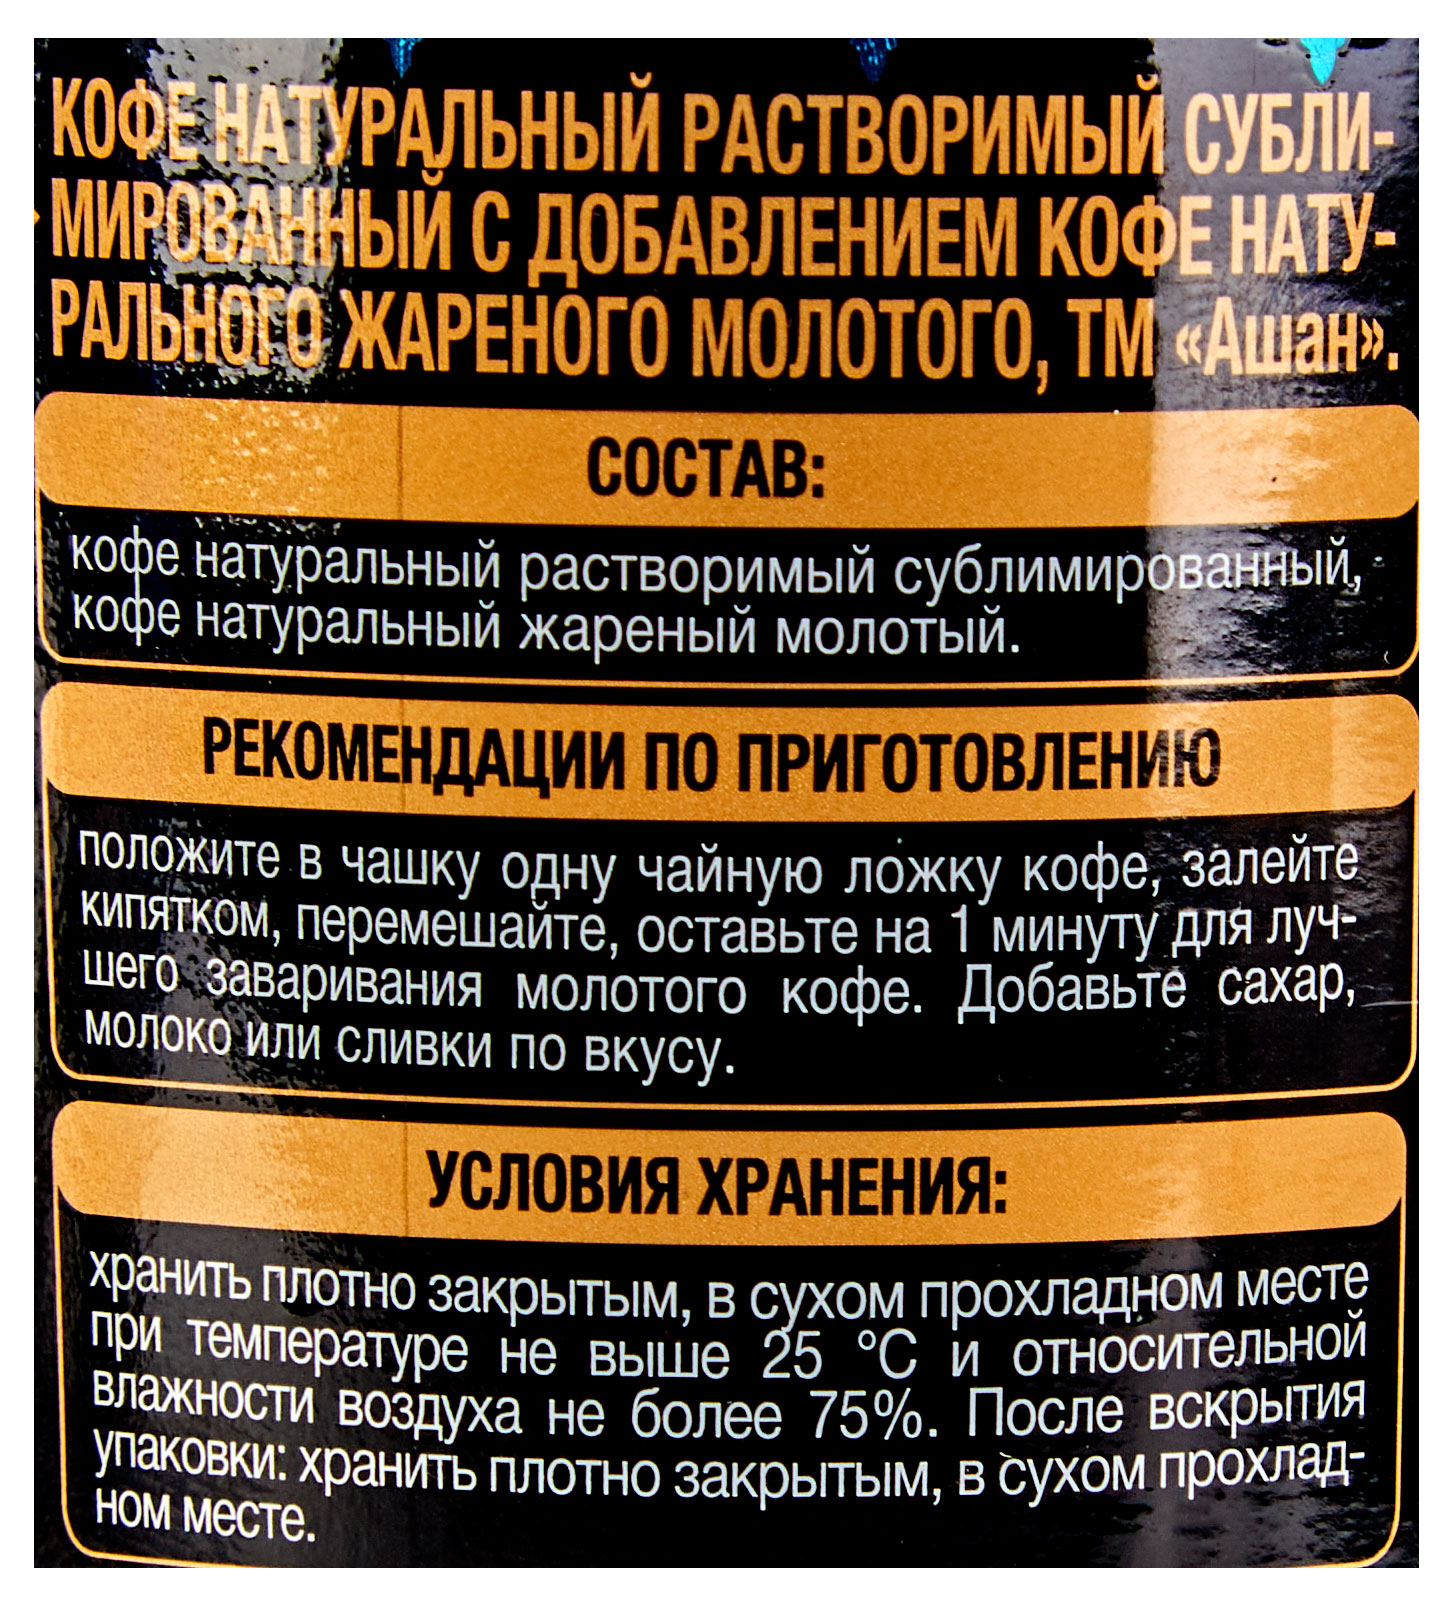 КОФЕ НАТУРАЛЬНЫЙ РАСТВОРИМЫЙ СУБЛИ-
МИРОВАННЫЙ С ДОБАВЛЕНИЕМ КОФЕ НАТУ-
РАЛЬНОГО ЖАРЕНОГО МОЛОТОГО, ТМ «Ашан».
СОСТАВ:
кофе натуральный растворимый сублимированный,
кофе натуральный жареный молотый.
РЕКОМЕНДАЦИИ ПО ПРИГОТОВЛЕНИЮ
положите в чашку одну чайную ложку кофе, залейте
кипятком, перемешайте, оставьте на 1 минуту для луч-
шего заваривания молотого кофе. Добавьте сахар,
молоко или сливки по вкусу.
УСЛОВИЯ ХРАНЕНИЯ:
хранить плотно закрытым, в сухом прохладном месте
при температуре не выше 25 °С и относительной
влажности воздуха не более 75%. После вскрытия
упаковки: хранить плотно закрытым, в сухом прохлад-
ном месте.